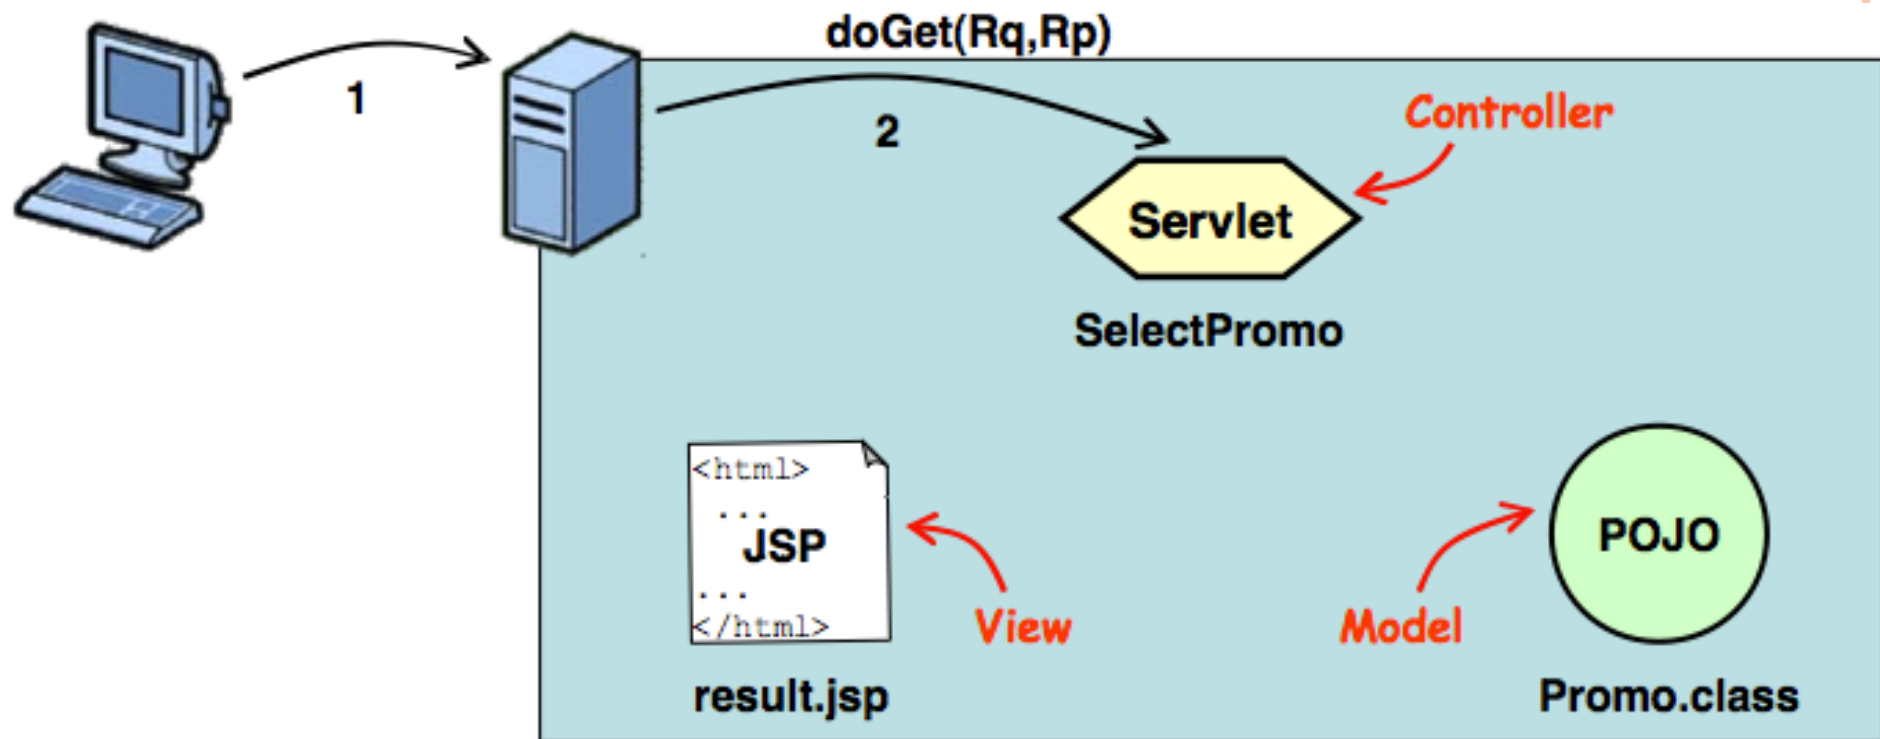 doGet(Rq,Rp)
1
2
Controller
Servlet
SelectPromo
<html>
...
JSP
...
</html>
View
result.jsp
Model
POJO
Promo.class